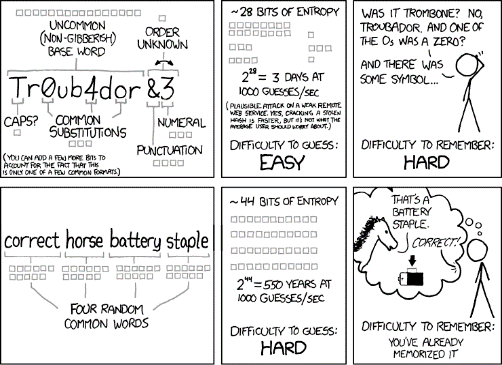 UNCOMMON
(NON-GIBBERISH)
BASE WORD
ORDER
UNKNOWN
Tr0ub4dor &3
CAPS?
COMMON
SUBSTITUTIONS
NUMERAL
PUNCTUATION
(YOU CAN ADD A FEW MORE BITS TO
ACCOUNT FOR THE FACT THAT THIS
IS ONLY ONE OF A FEW COMMON FORMATS.)
~28 BITS OF ENTROPY
2²⁸ = 3 DAYS AT
1000 GUESSES/SEC
(PLAUSIBLE ATTACK ON A WEAK REMOTE
WEB SERVICE. YES, CRACKING A STOLEN
HASH IS FASTER, BUT IT'S NOT WHAT THE
AVERAGE USER SHOULD WORRY ABOUT.)
DIFFICULTY TO GUESS:
EASY
WAS IT TROMBONE? NO,
TROUBADOR. AND ONE OF
THE Os WAS A ZERO?
AND THERE WAS
SOME SYMBOL...
DIFFICULTY TO REMEMBER:
HARD
correct horse battery staple
FOUR RANDOM
COMMON WORDS
~44 BITS OF ENTROPY
2⁴⁴ = 550 YEARS AT
1000 GUESSES/SEC
DIFFICULTY TO GUESS:
HARD
THAT'S A
BATTERY
STAPLE.
CORRECT!
DIFFICULTY TO REMEMBER:
YOU'VE ALREADY
MEMORIZED IT